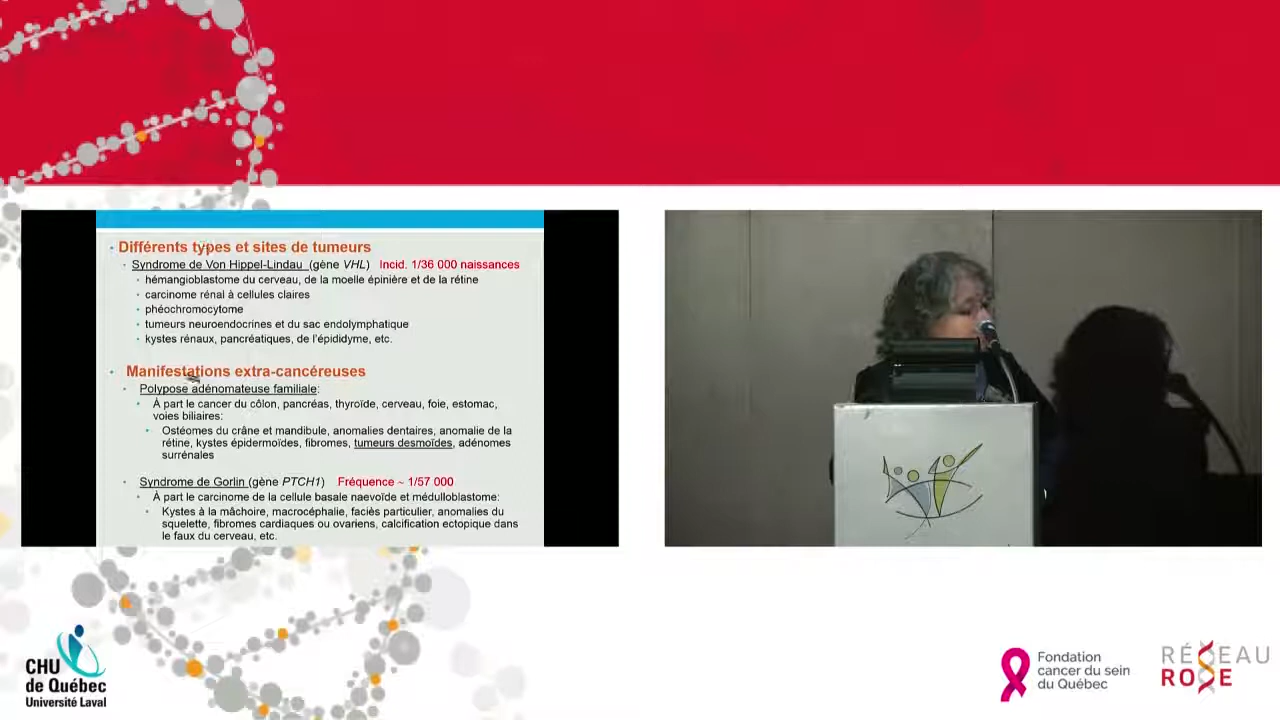 Différents types et sites de tumeurs
Syndrome de Von Hippel-Lindau (gène VHL) Incid. 1/36 000 naissances
hémangioblastome du cerveau, de la moelle épinière et de la rétine
carcinome rénal à cellules claires
phéochromocytome
tumeurs neuroendocrines et du sac endolymphatique
kystes rénaux, pancréatiques, de l'épididyme, etc.
Manifestations extra-cancéreuses
Polypose adénomateuse familiale:
À part le cancer du côlon, pancréas, thyroïde, cerveau, foie, estomac,
voies biliaires:
Ostéomes du crâne et mandibule, anomalies dentaires, anomalie de la
rétine, kystes épidermoïdes, fibromes, tumeurs desmoïdes, adénomes
surrénales
Syndrome de Gorlin (gène PTCH1) Fréquence ~ 1/57 000
À part le carcinome de la cellule basale naevoïde et médulloblastome:
Kystes à la mâchoire, macrocéphalie, faciès particulier, anomalies du
squelette, fibromes cardiaques ou ovariens, calcification ectopique dans
le faux du cerveau, etc.
CHU
de Québec
Université Laval
Fondation
cancer du sein
du Québec
RÉSEAU
ROSE